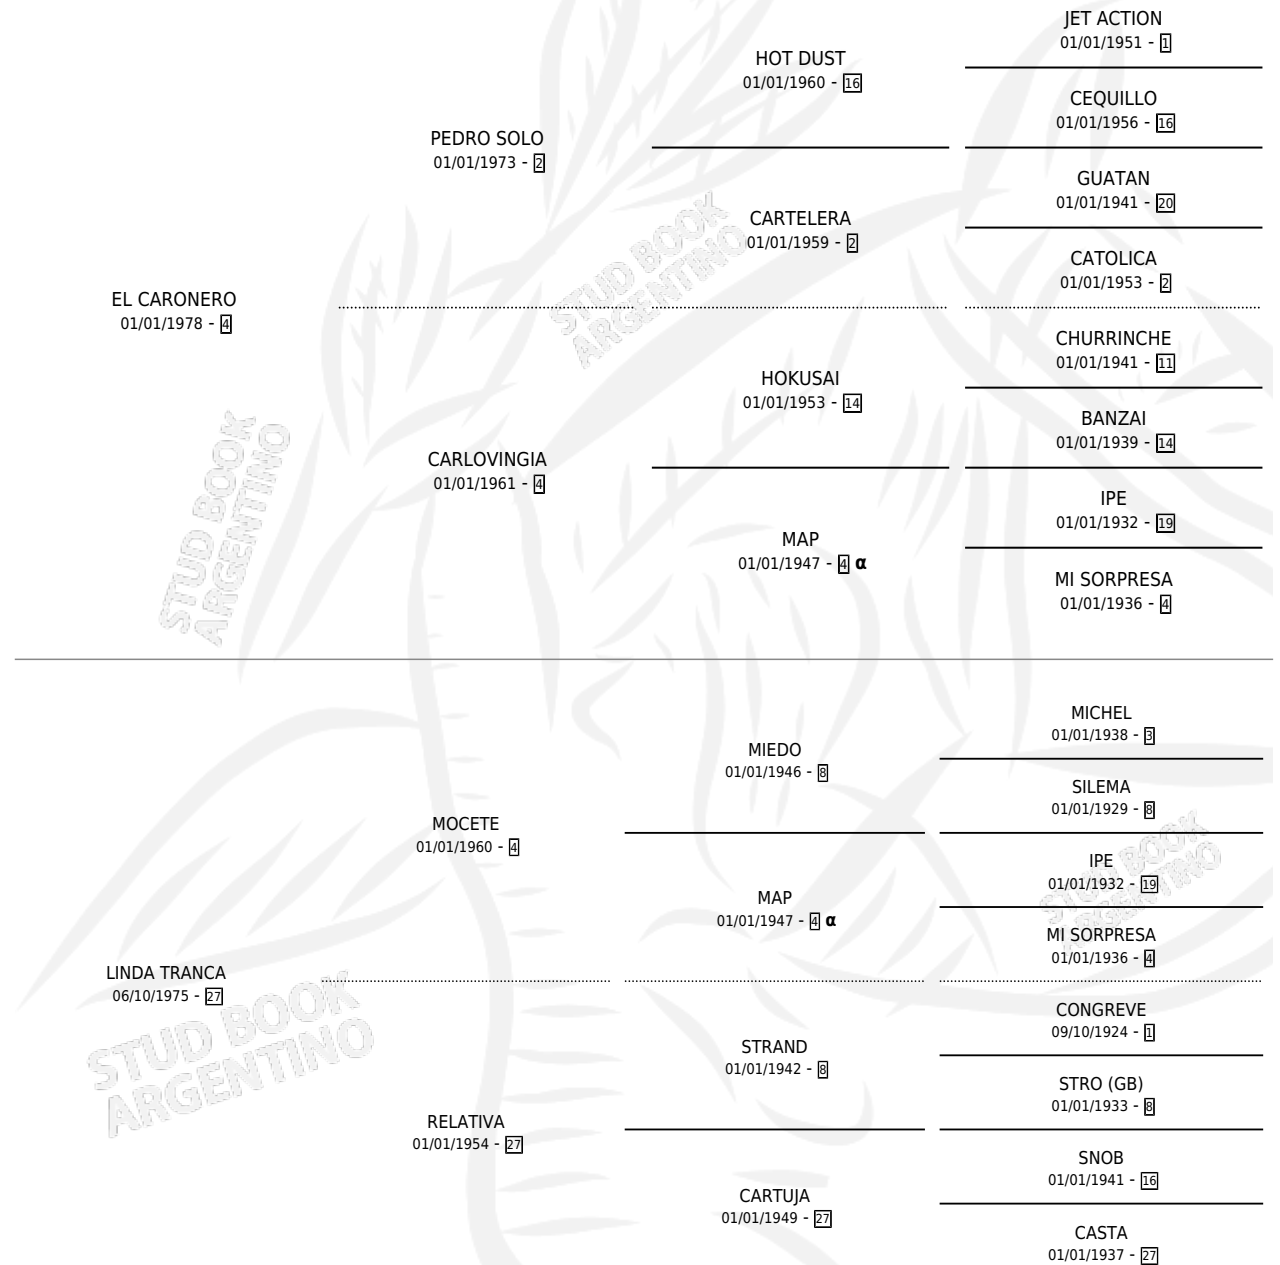 JET ACTION
01/01/1951 - 1
HOT DUST
01/01/1960 - 16
CEQUILLO
01/01/1956 - 16
PEDRO SOLO
01/01/1973 - 2
GUATAN
01/01/1941 - 20
CARTELERA
01/01/1959 - 2
CATOLICA
01/01/1953 - 2
EL CARONERO
01/01/1978 - 4
CHURRINCHE
01/01/1941 - 11
HOKUSAI
01/01/1953 - 14
BANZAI
01/01/1939 - 14
CARLOVINGIA
01/01/1961 - 4
IPE
01/01/1932 - 19
MAP
01/01/1947 - 4 α
MI SORPRESA
01/01/1936 - 4
MICHEL
01/01/1938 - 3
MIEDO
01/01/1946 - 8
SILEMA
01/01/1929 - 8
MOCETE
01/01/1960 - 4
IPE
01/01/1932 - 19
MAP
01/01/1947 - 4 α
MI SORPRESA
01/01/1936 - 4
LINDA TRANCA
06/10/1975 - 27
CONGREVE
09/10/1924 - 1
STRAND
01/01/1942 - 8
STRO (GB)
01/01/1933 - 8
RELATIVA
01/01/1954 - 27
SNOB
01/01/1941 - 16
CARTUJA
01/01/1949 - 27
CASTA
01/01/1937 - 27
STUD BOOK
ARGENTINO
STUD BOOK
ARGENTINO
STUD BOOK
ARGENTINO
STUD BOOK
ARGENTINO